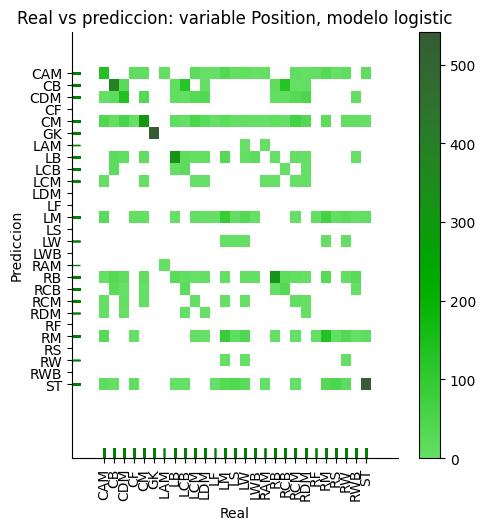 Real vs prediccion: variable Position, modelo logistic
CAM
CB
CDM
CF
CM
GK
LAM
LB
LCB
LCM
LDM
LF
LM
LS
LW
LWB
RAM
RB
RCB
RCM
RDM
RF
RM
RS
RW
RWB
ST
Prediccion
CAM
CB
CDM
CF
CM
GK
LAM
LB
LCB
LCM
LDM
LF
LM
LS
LW
LWB
RAM
RB
RCB
RCM
RDM
RF
RM
RS
RW
RWB
ST
Real
500
400
300
200
100
0